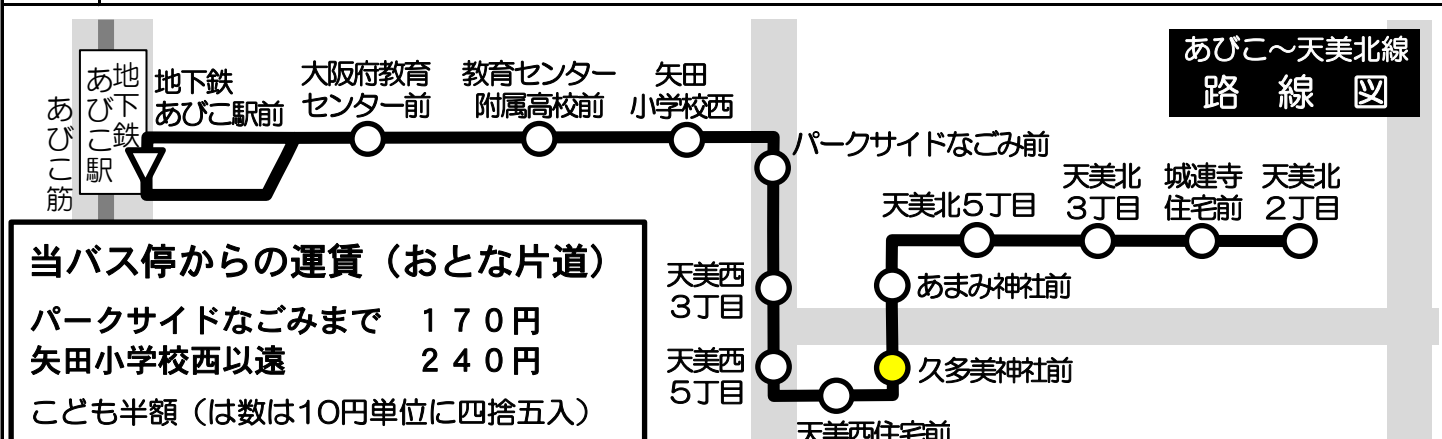 あびこ～天美北線
路線図
あびこ筋
地下鉄
あびこ駅
地下鉄
あびこ駅前
大阪府教育
センター前
教育センター
附属高校前
矢田
小学校西
パークサイドなごみ前
天美西
3丁目
天美西
5丁目
天美西住宅前
久多美神社前
あまみ神社前
天美北5丁目
天美北
3丁目
城連寺
住宅前
天美北
2丁目
当バス停からの運賃（おとな片道）
パークサイドなごみまで　１７０円
矢田小学校西以遠　２４０円
こども半額（は数は10円単位に四捨五入）